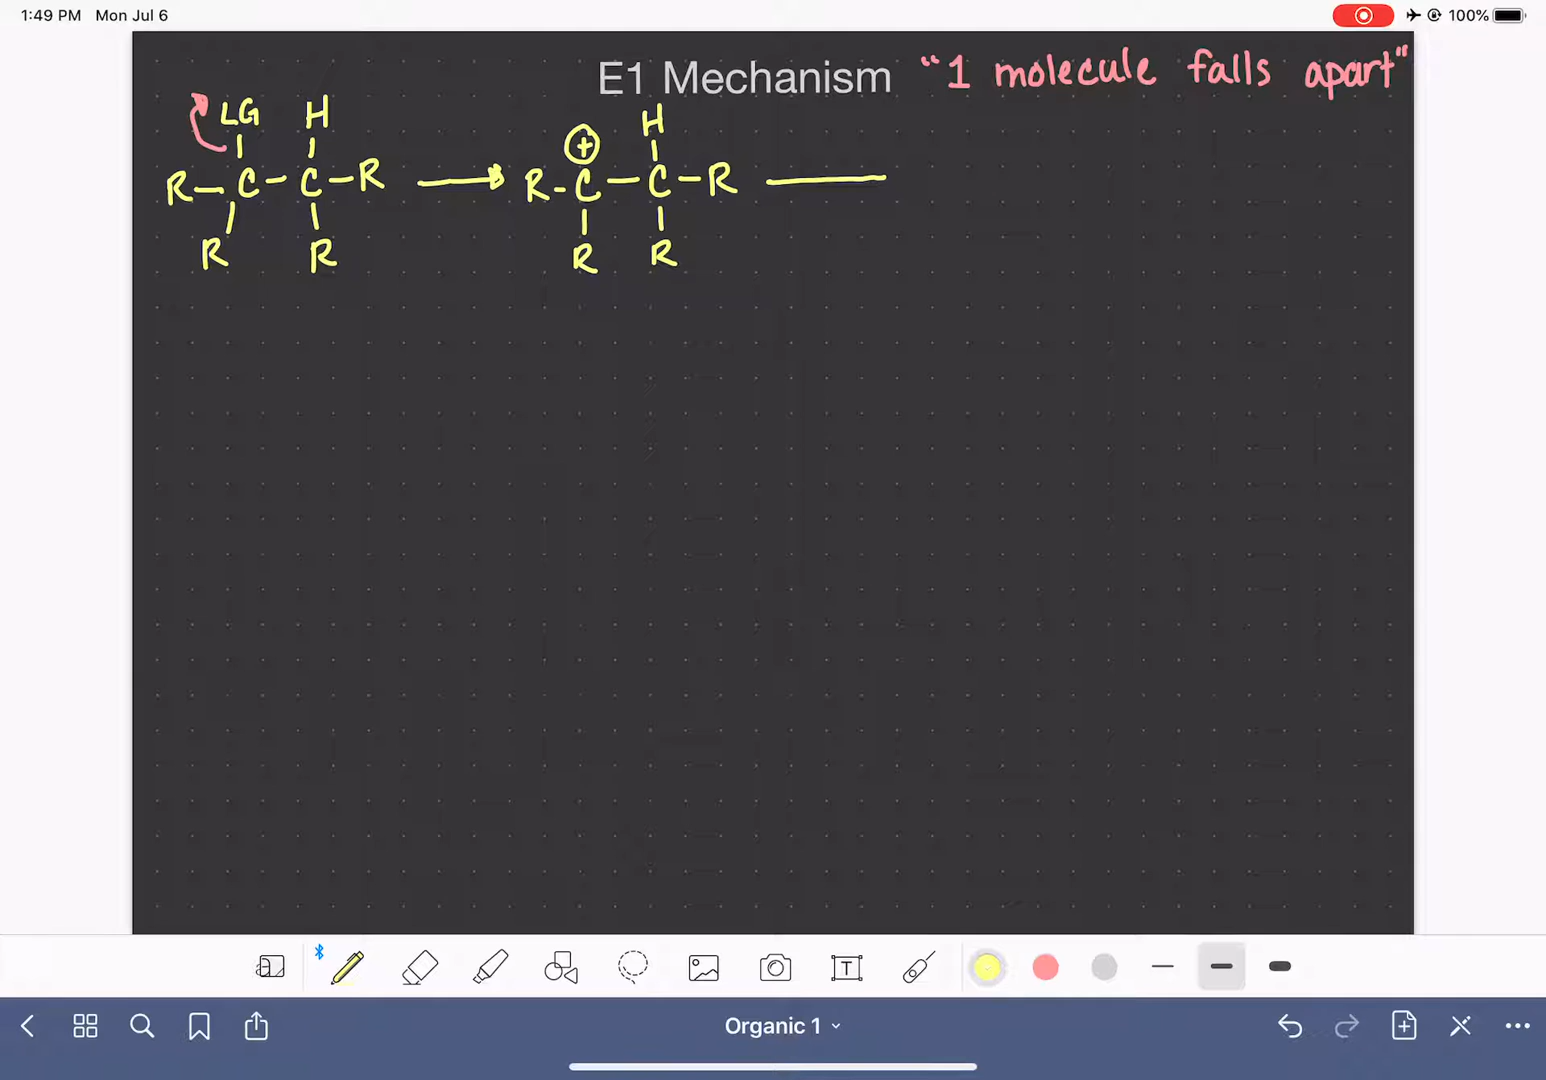 1:49 PM Mon Jul 6
100%
E1 Mechanism "1 molecule falls apart"
LG H
R-C-C-R
R R
+ H
R-C-C-R
R R
T
Organic 1